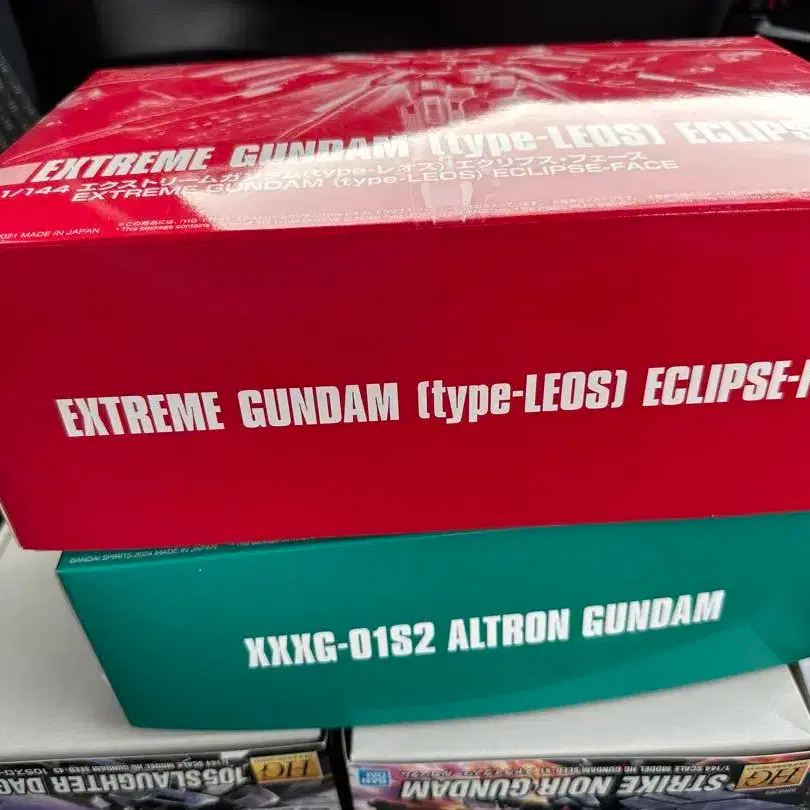 EXTREME GUNDAM (type-LEOS) ECLIPS
1/144 エクストリームガンダム(type-レオス) エクリプス・フェース
EXTREME GUNDAM (type-LEOS) ECLIPSE-FACE
2021 MADE IN JAPAN
EXTREME GUNDAM (type-LEOS) ECLIPSE-F
BANDAI SPIRITS 2024 MADE IN JAPAN
XXXG-01S2 ALTRON GUNDAM
105SLAUGHTER DAG
HG
STRIKE NOIR GUNDAM
HG